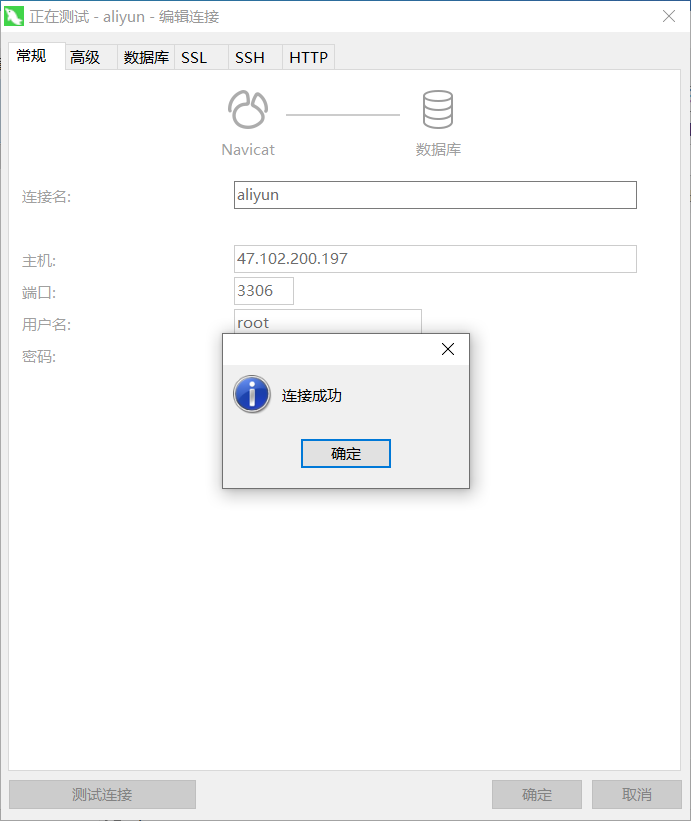 正在测试 - aliyun - 编辑连接
常规 高级 数据库 SSL SSH HTTP
Navicat 数据库
连接名: aliyun
主机: 47.102.200.197
端口: 3306
用户名: root
密码:
连接成功
确定
测试连接 确定 取消